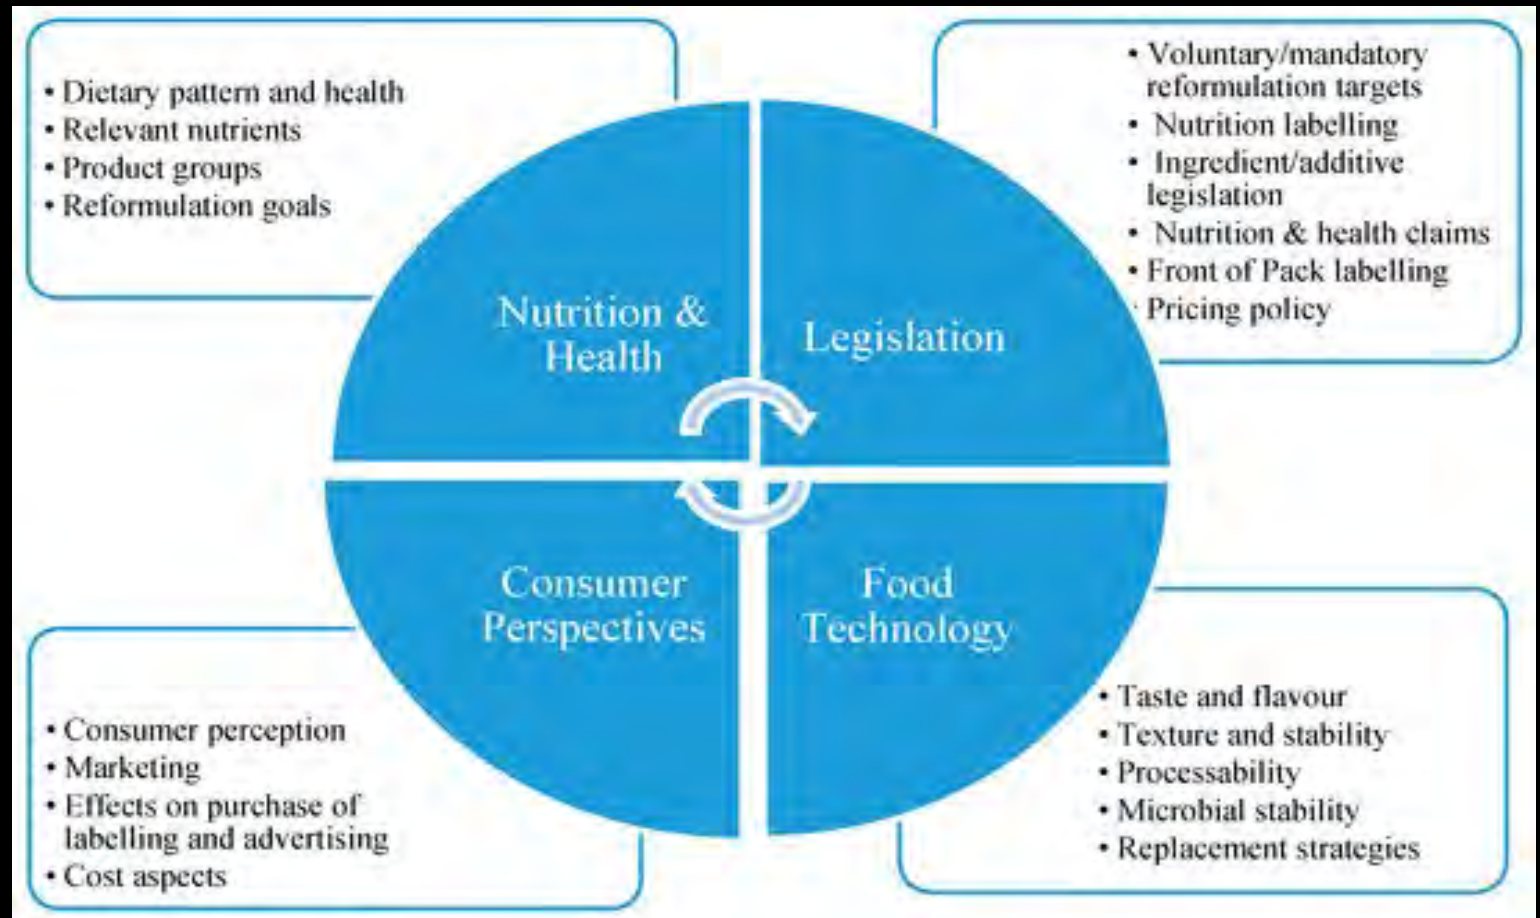 • Dietary pattern and health
• Relevant nutrients
• Product groups
• Reformulation goals
• Voluntary/mandatory
reformulation targets
• Nutrition labelling
• Ingredient/additive
legislation
• Nutrition & health claims
• Front of Pack labelling
· Pricing policy
Nutrition &
Health
Legislation
Consumer
Perspectives
Food
Technology
• Consumer perception
• Marketing
• Effects on purchase of
labelling and advertising
• Cost aspects
• Taste and flavour
• Texture and stability
• Processability
• Microbial stability
• Replacement strategies